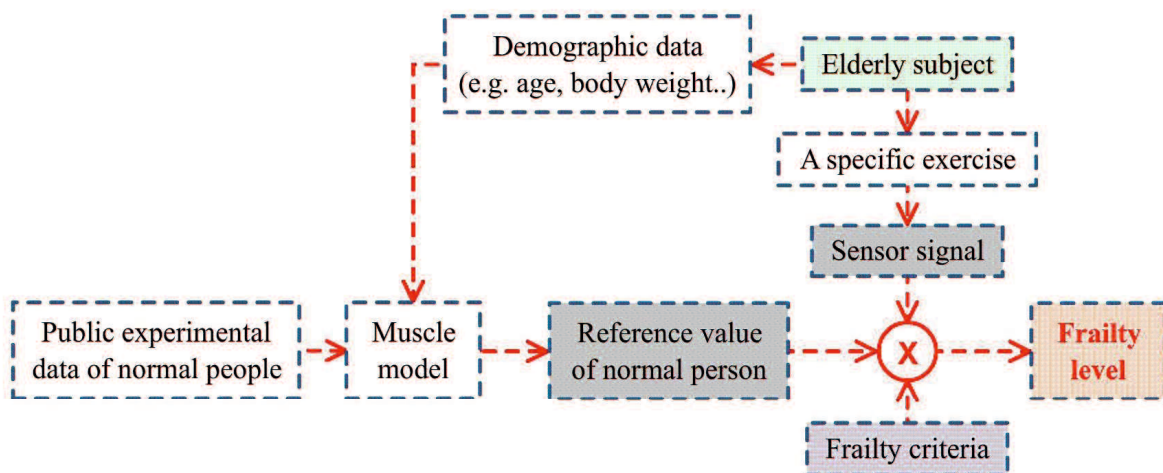 Demographic data
(e.g. age, body weight..)
Elderly subject
A specific exercise
Sensor signal
Public experimental
data of normal people
Muscle
model
Reference value
of normal person
X
Frailty
level
Frailty criteria